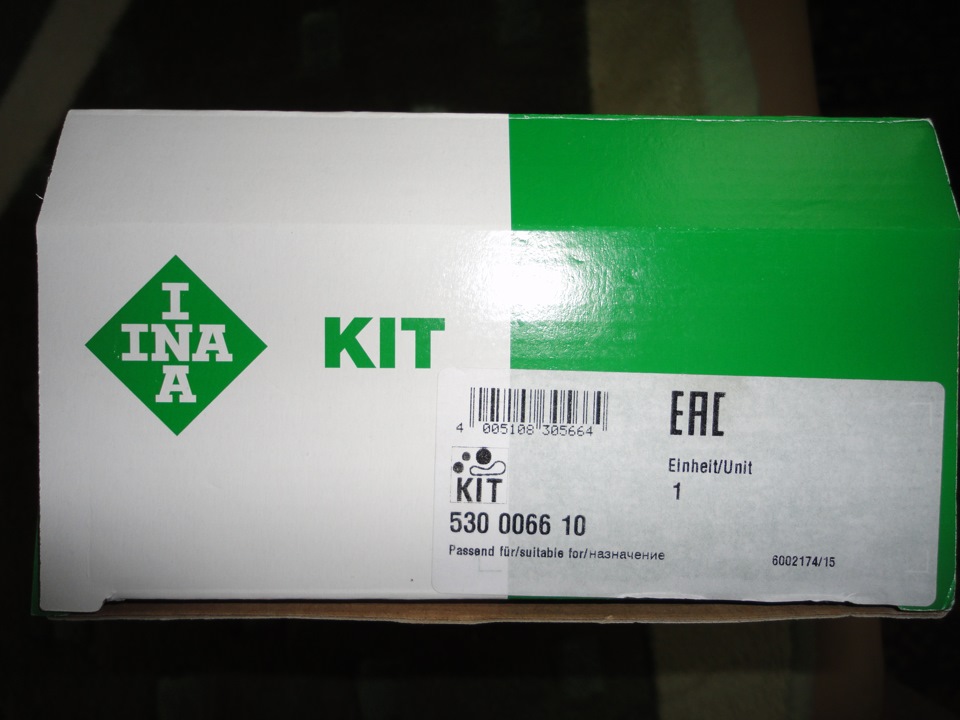 I
INA
A
KIT
4 005108 305664
EAC
KIT
Einheit/Unit
1
530 0066 10
Passend für/suitable for/назначение
6002174/15